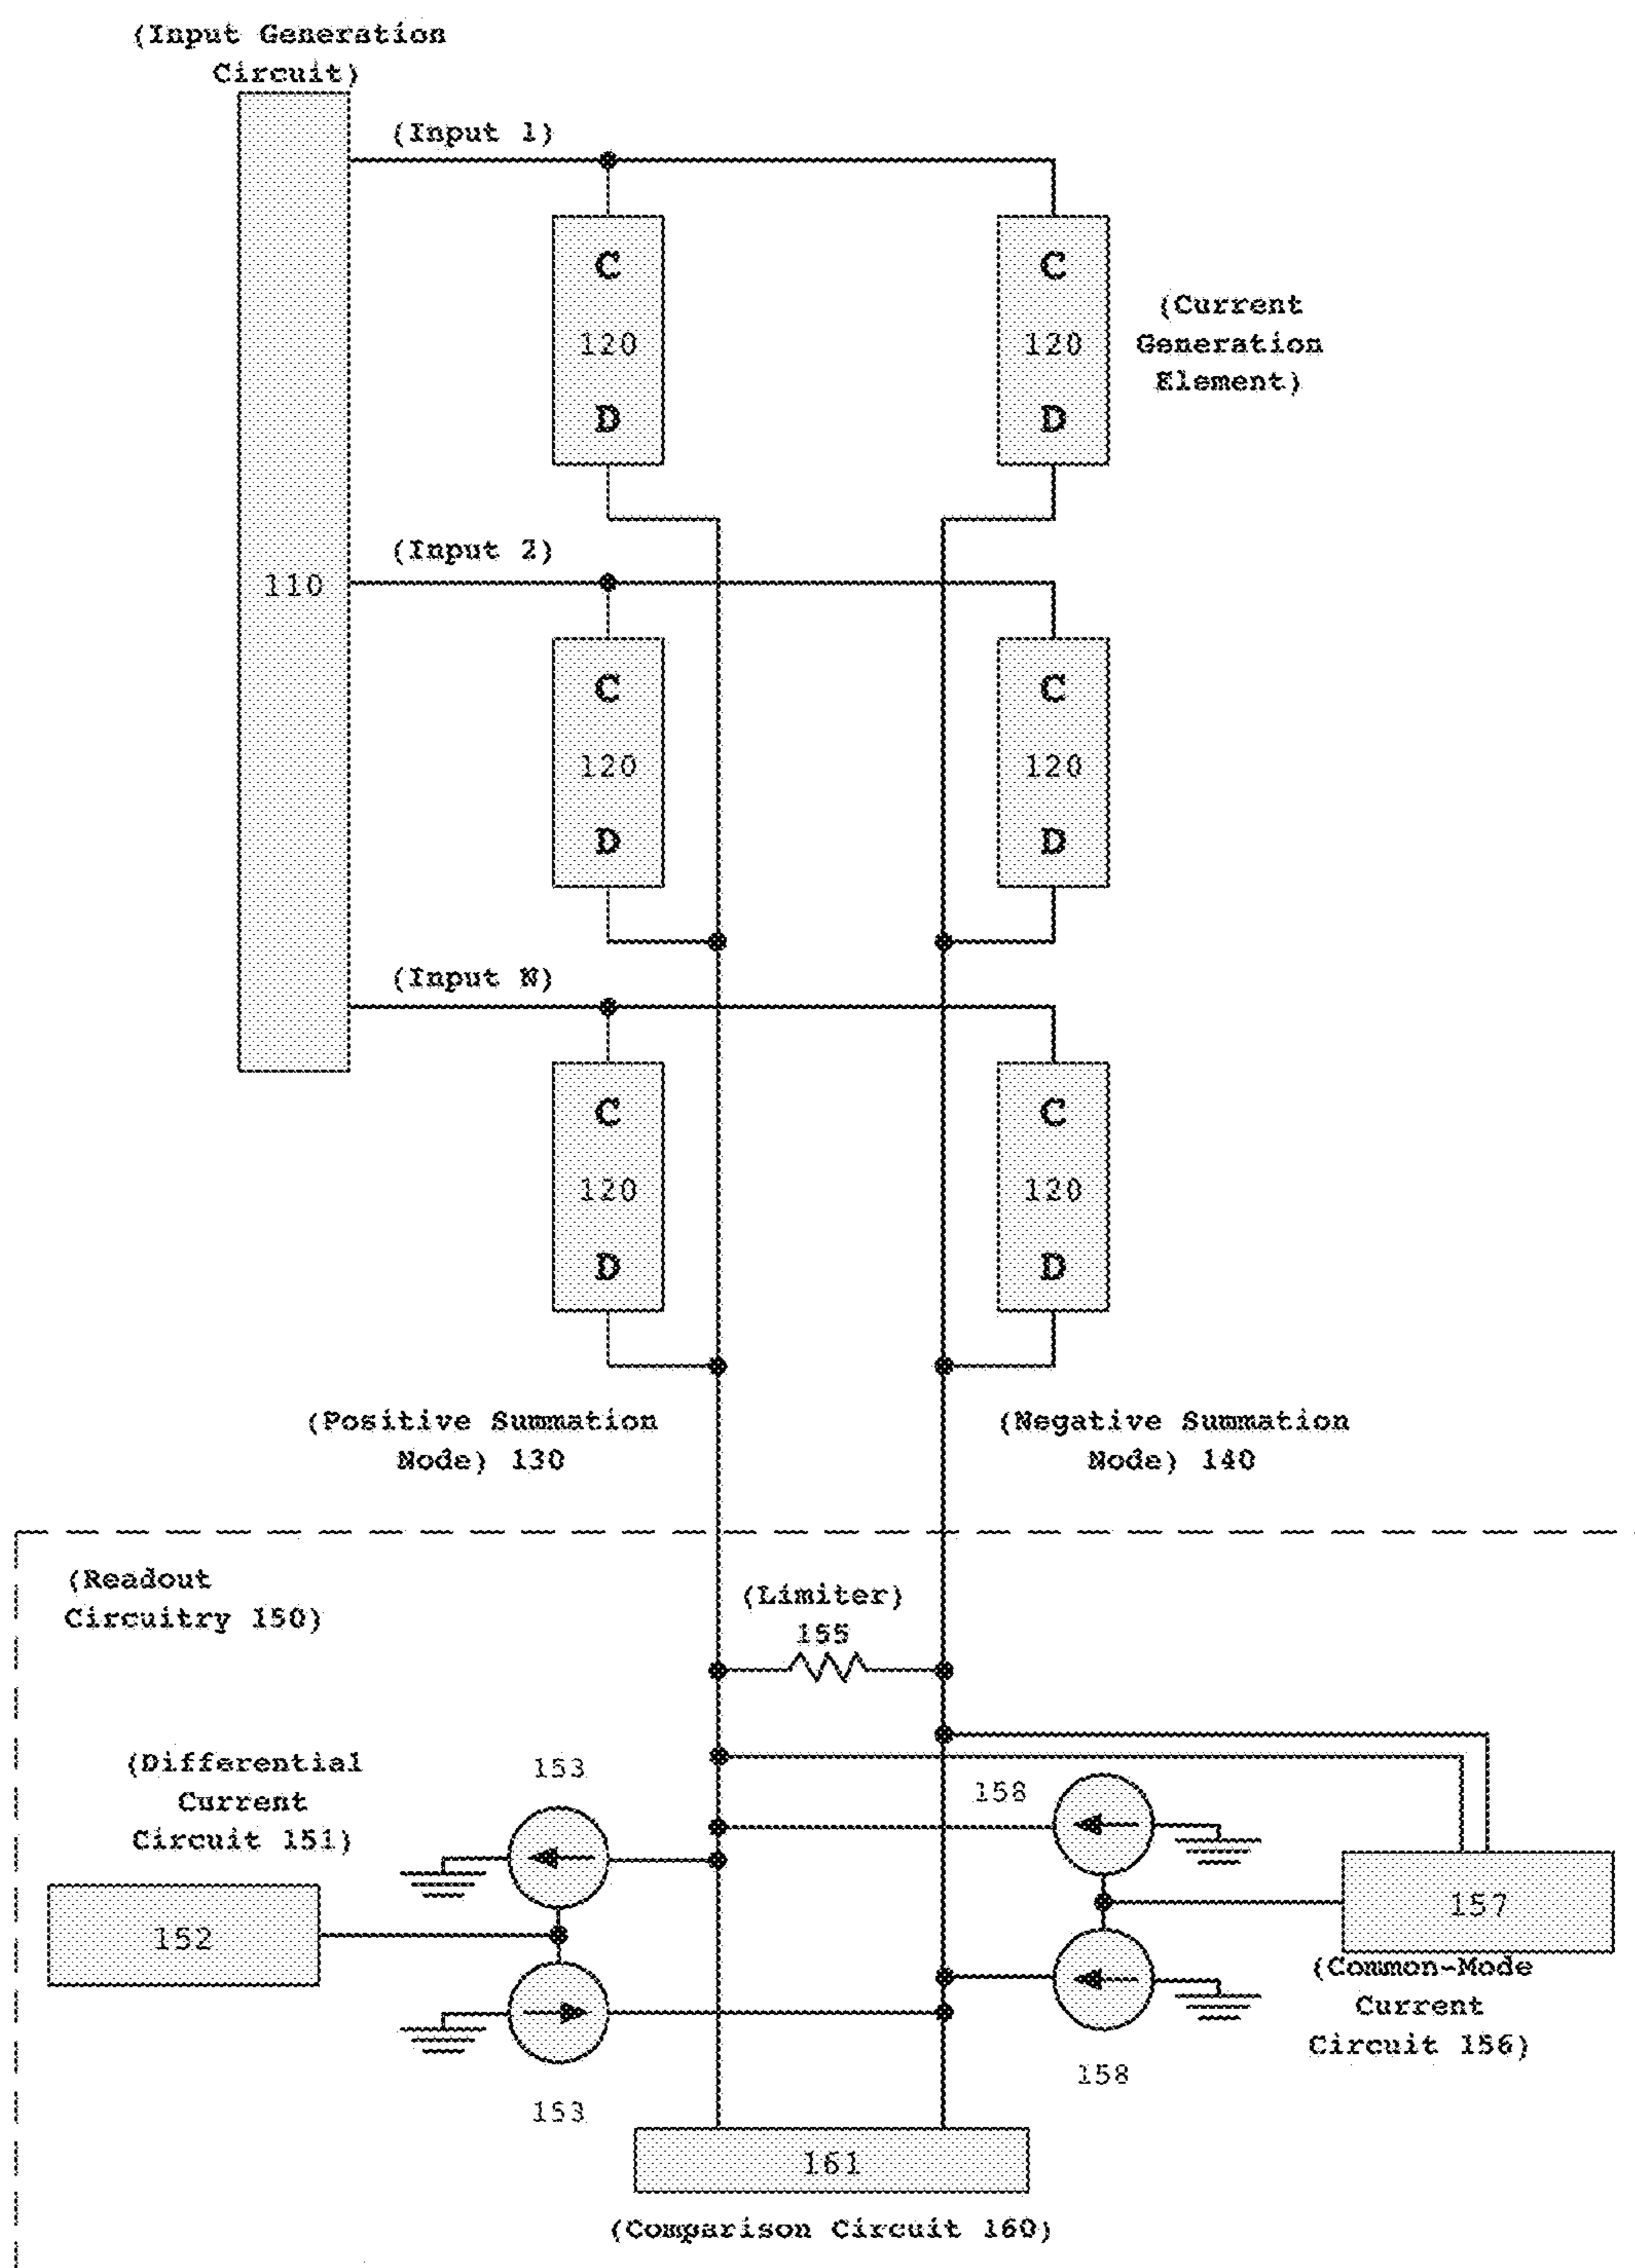 (Input Generation
Circuit)
(Input 1)
C
120
D
C
120
D
(Current
Generation
Element)
(Input 2)
110
C
120
D
C
120
D
(Input N)
C
120
D
C
120
D
(Positive Summation
Node) 130
(Negative Summation
Node) 140
(Readout
Circuitry 150)
(Limiter)
155
(Differential
Current
Circuit 151)
153
158
152
157
(Common-Mode
Current
Circuit 156)
158
153
161
(Comparison Circuit 160)